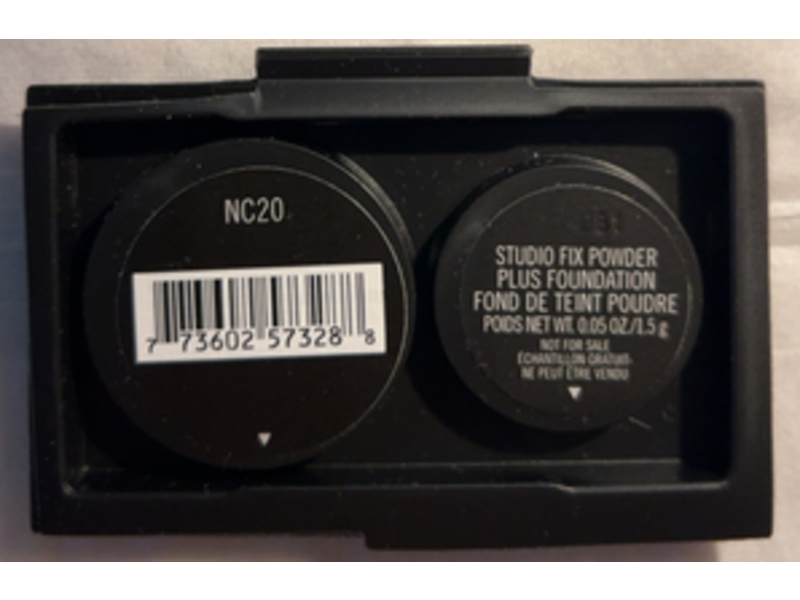 NC20
7 73602 57328 8
STUDIO FIX POWDER
PLUS FOUNDATION
FOND DE TEINT POUDRE
POIDS NET WT. 0.05 OZ/1.5 g
NOT FOR SALE
ÉCHANTILLON GRATUIT-
NE PEUT ÊTRE VENDU